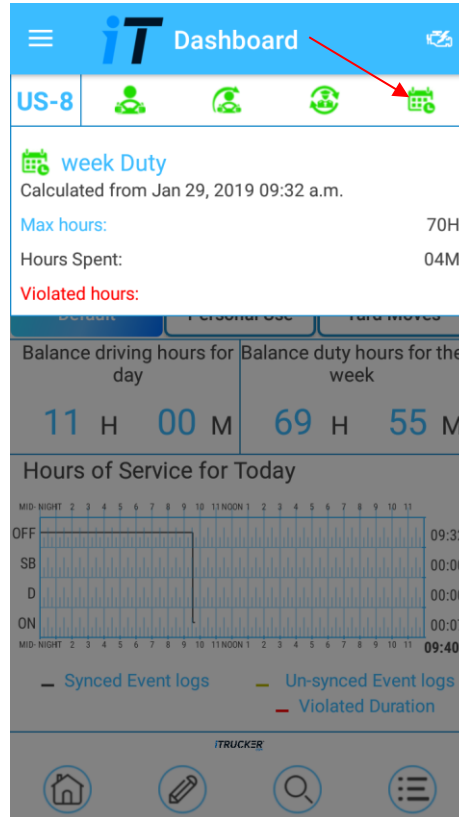 iT Dashboard
US-8
week Duty
Calculated from Jan 29, 2019 09:32 a.m.
Max hours: 70H
Hours Spent: 04M
Violated hours:
Default Personal Use Yard Moves
Balance driving hours for day
Balance duty hours for the week
11 H 00 M 69 H 55 M
Hours of Service for Today
MID-NIGHT 2 3 4 5 6 7 8 9 10 11 NOON 1 2 3 4 5 6 7 8 9 10 11
OFF 09:3
SB 00:0
D 00:0
ON 00:0
MID-NIGHT 2 3 4 5 6 7 8 9 10 11 NOON 1 2 3 4 5 6 7 8 9 10 11 09:40
Synced Event logs Un-synced Event logs
Violated Duration
iTRUCKER